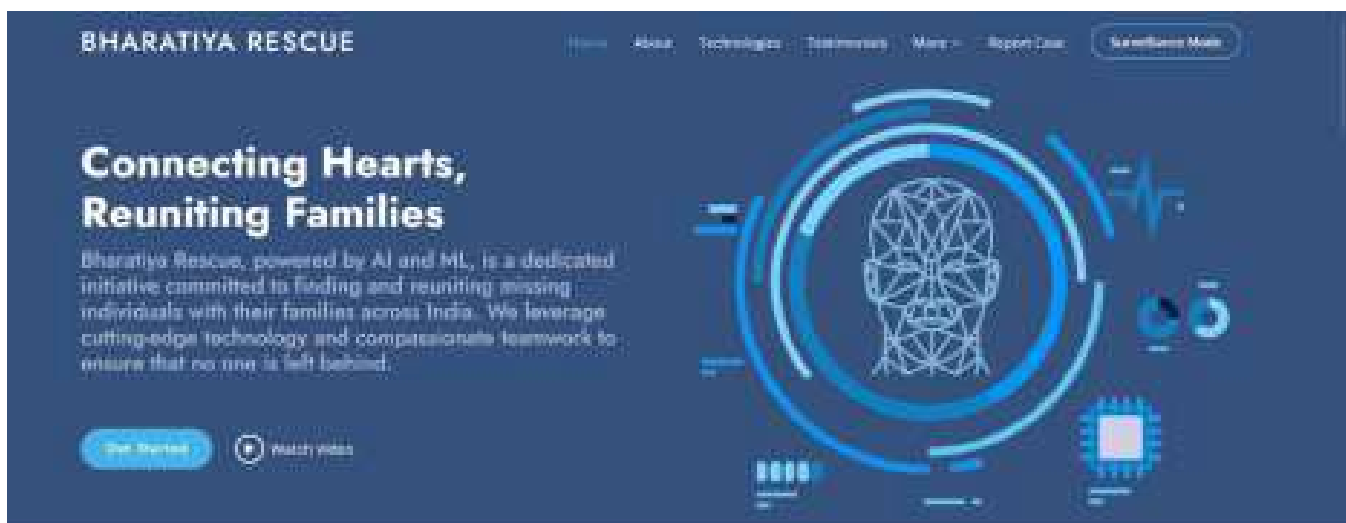 BHARATIYA RESCUE
Home About Technologies Testimonials More Report Case Surveillance Mode
Connecting Hearts,
Reuniting Families
Bharatiya Rescue, powered by AI and ML, is a dedicated
initiative committed to finding and reuniting missing
individuals with their families across India. We leverage
cutting-edge technology and compassionate teamwork to
ensure that no one is left behind.
Get Started Watch Video